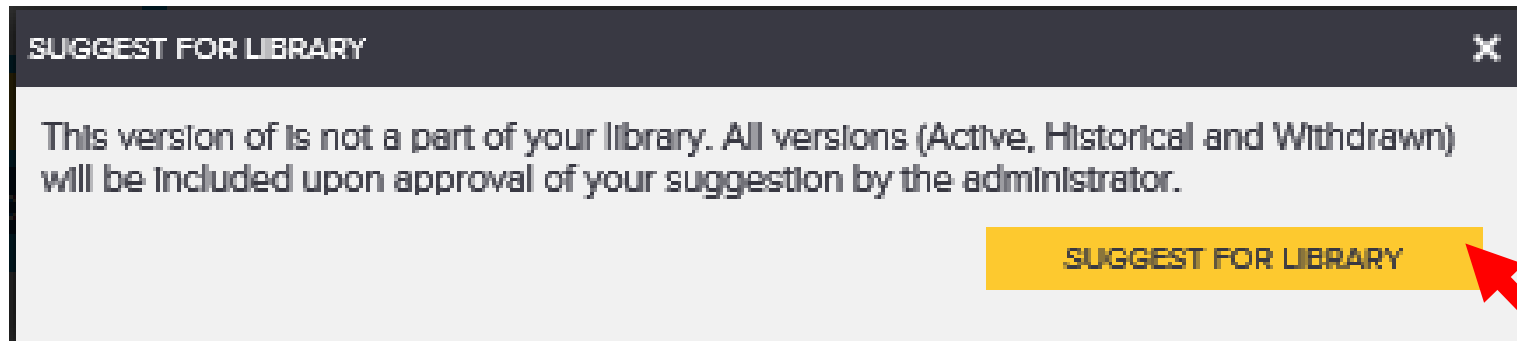 SUGGEST FOR LIBRARY
This version of is not a part of your library. All versions (Active, Historical and Withdrawn)
will be included upon approval of your suggestion by the administrator.
SUGGEST FOR LIBRARY